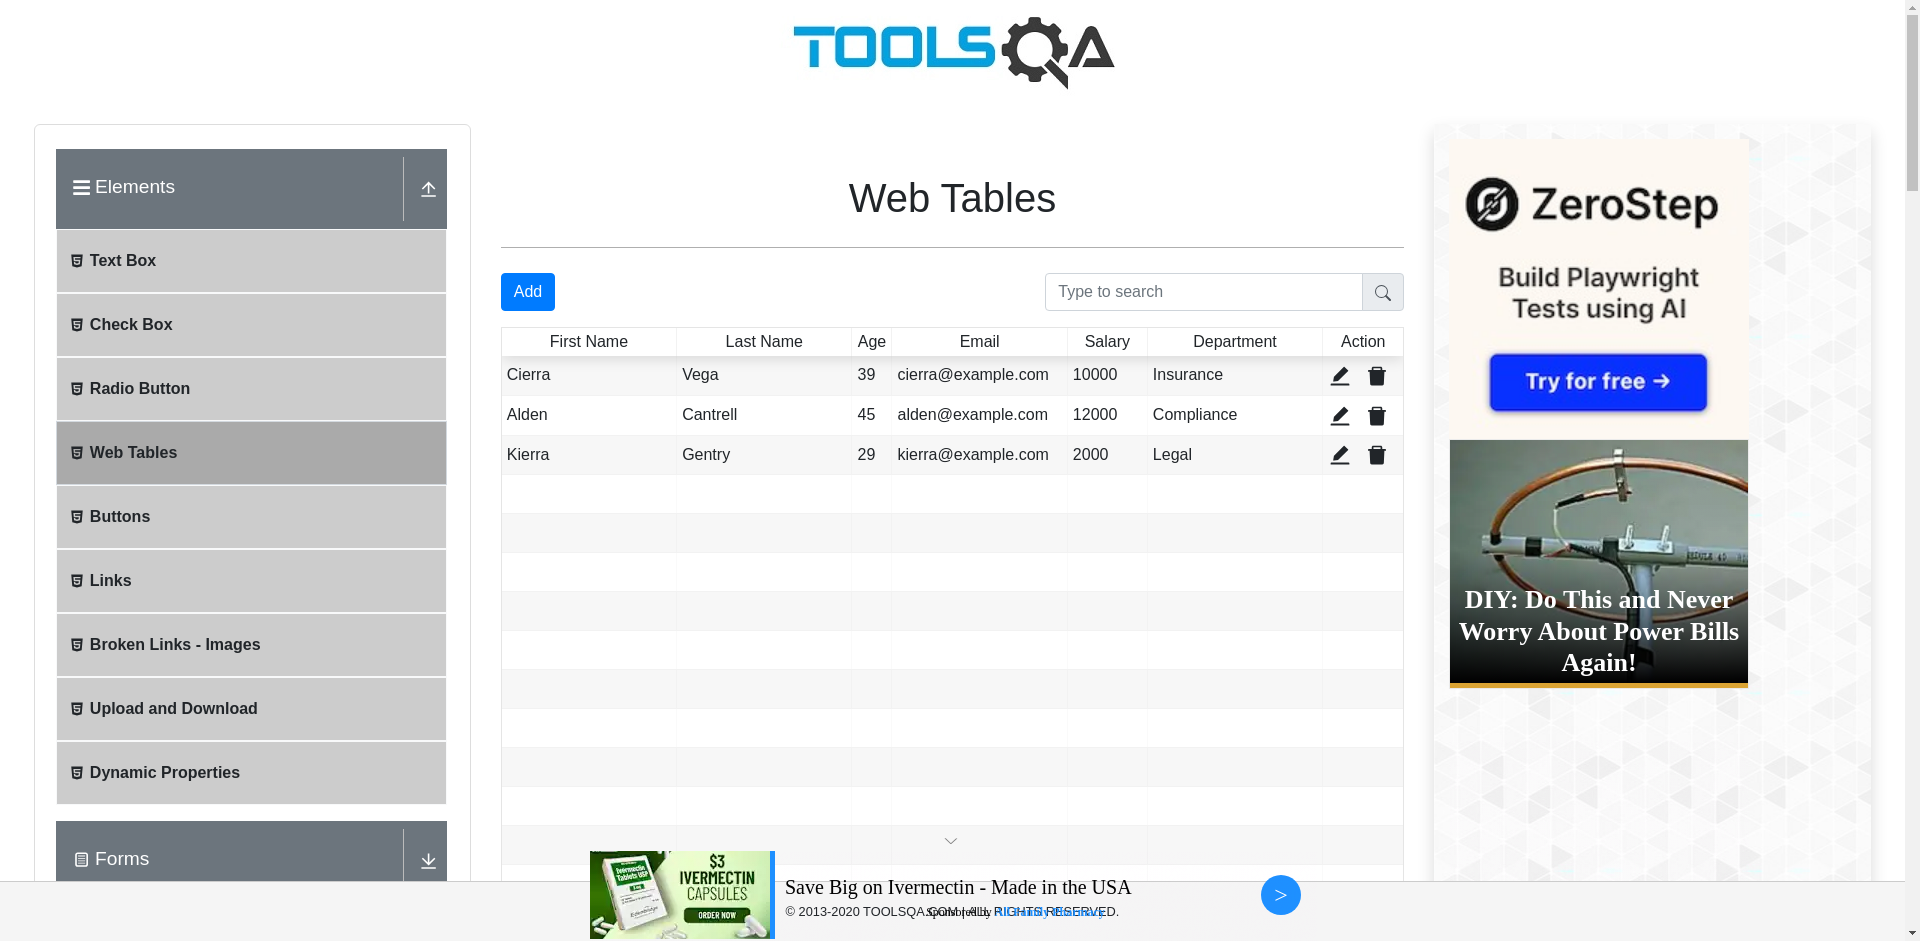 TOOLSQA
Elements
Text Box
Check Box
Radio Button
Web Tables
Buttons
Links
Broken Links - Images
Upload and Download
Dynamic Properties
Forms
Web Tables
Add
Type to search
First Name Last Name Age Email Salary Department Action
Cierra Vega 39 cierra@example.com 10000 Insurance
Alden Cantrell 45 alden@example.com 12000 Compliance
Kierra Gentry 29 kierra@example.com 2000 Legal
ZeroStep
Build Playwright
Tests using AI
Try for free →
DIY: Do This and Never
Worry About Power Bills
Again!
$3
IVERMECTIN
CAPSULES
ORDER NOW
Save Big on Ivermectin - Made in the USA
© 2013-2020 TOOLSQA.COM | ALL RIGHTS RESERVED.
>